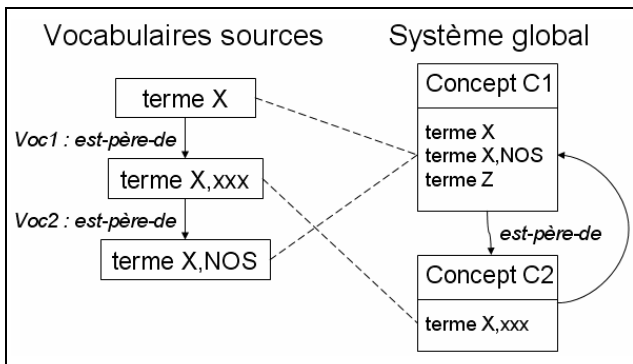 Vocabulaires sources
terme X
Voc1 : est-père-de
terme X,xxx
Voc2 : est-père-de
terme X,NOS
Système global
Concept C1
terme X
terme X,NOS
terme Z
est-père-de
Concept C2
terme X,xxx